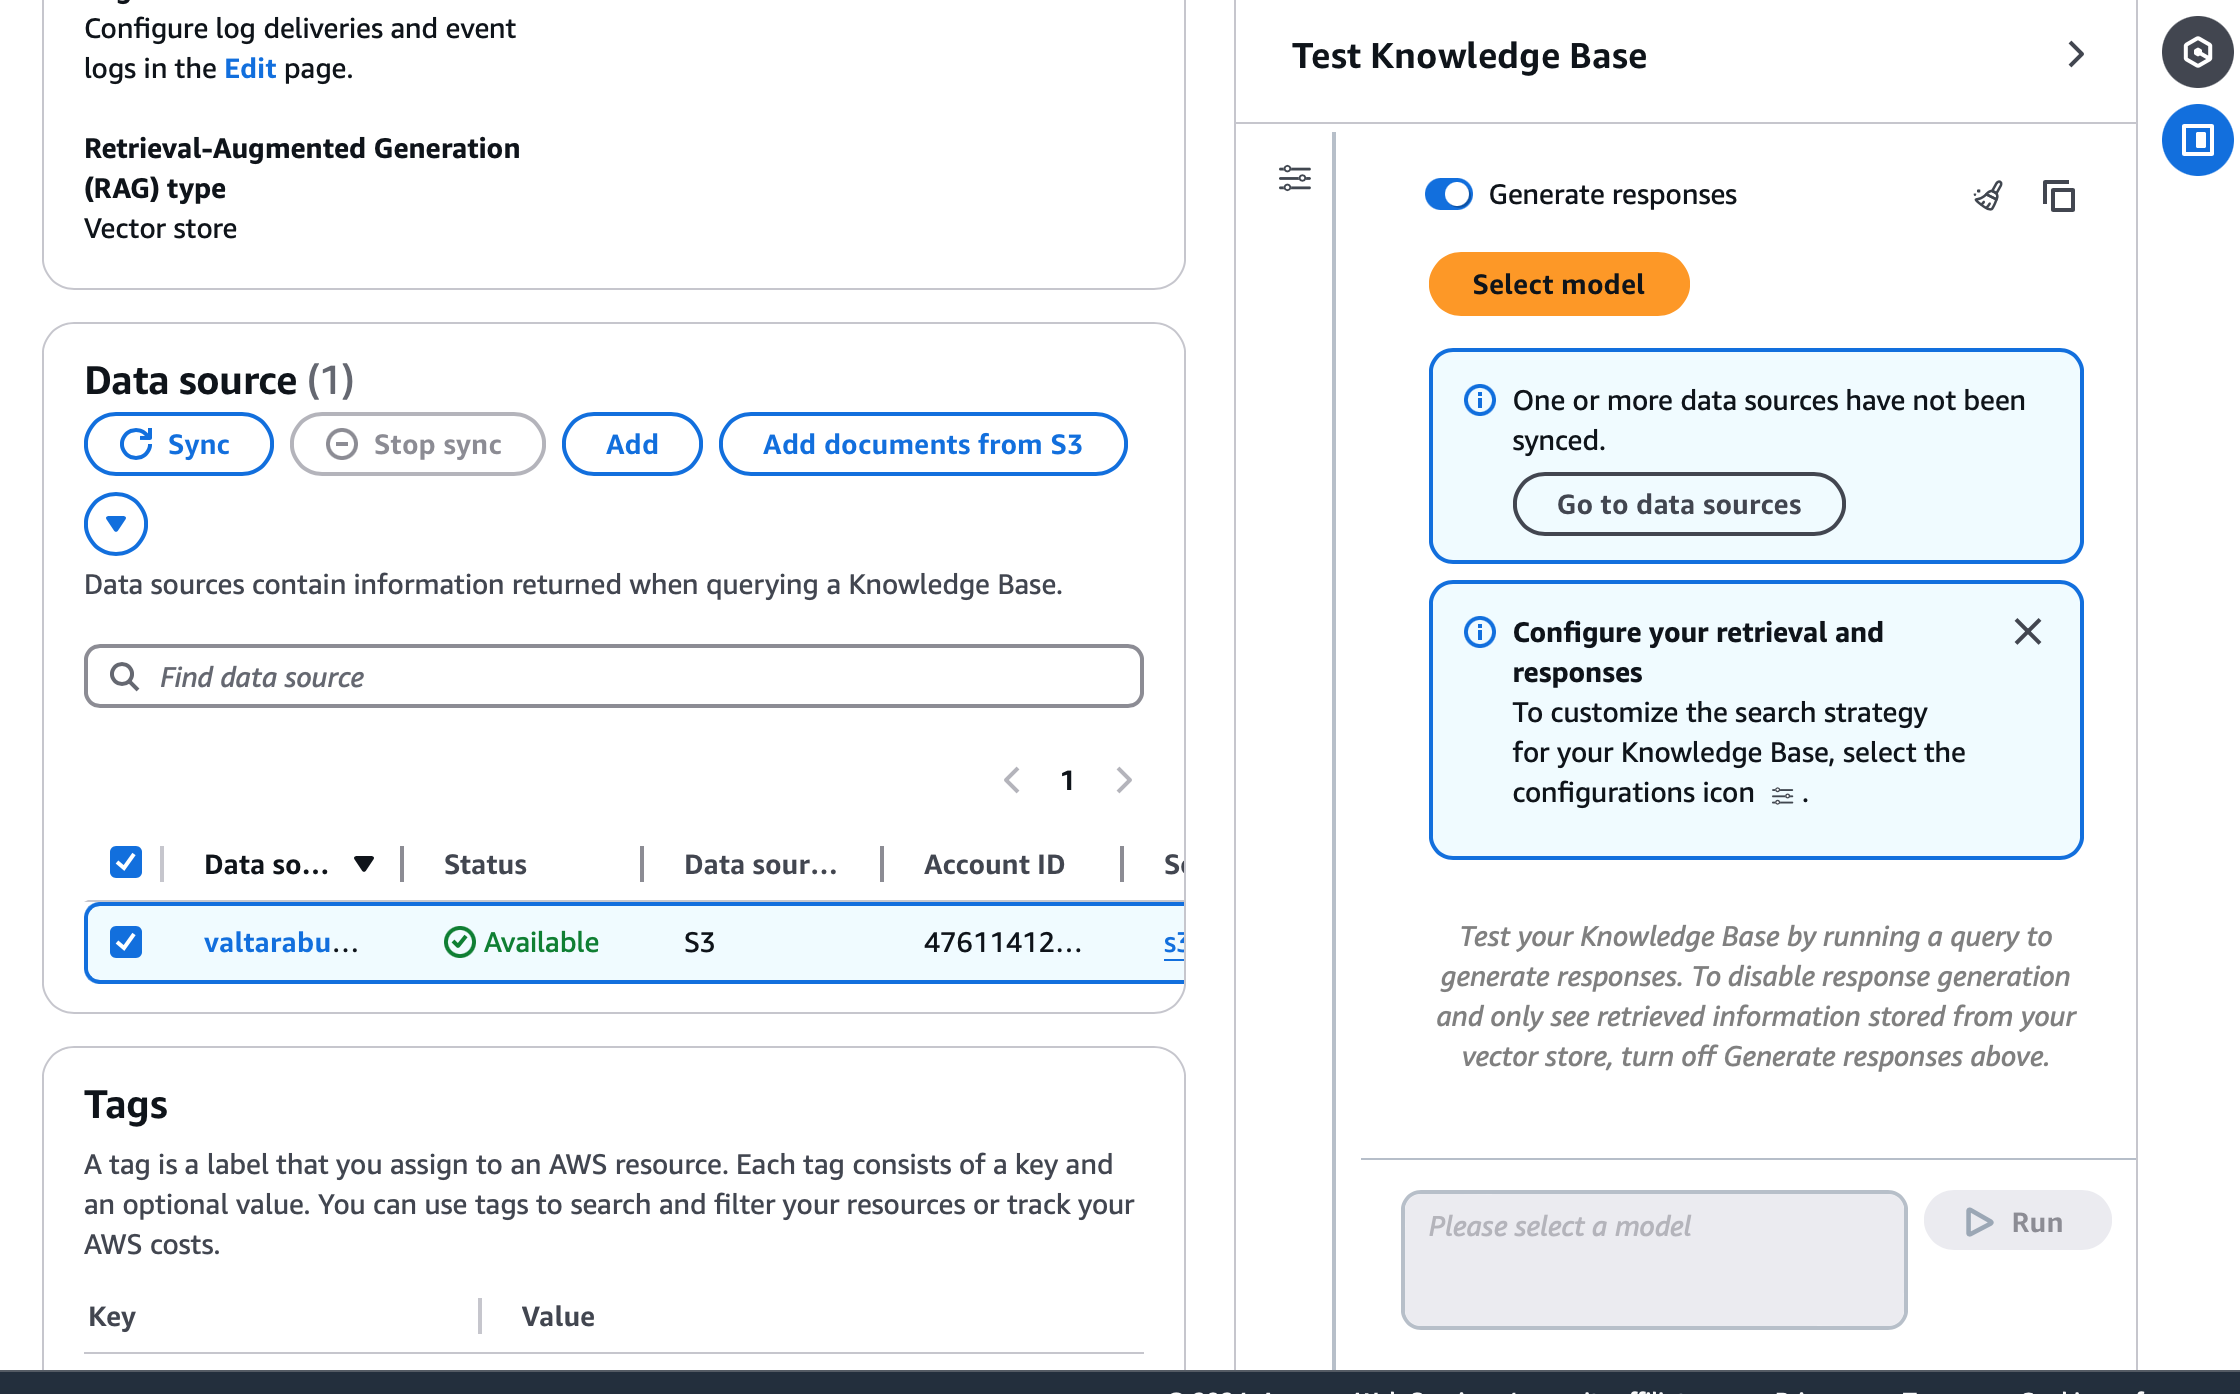 Configure log deliveries and event
logs in the Edit page.
Retrieval-Augmented Generation
(RAG) type
Vector store
Data source (1)
Sync
Stop sync
Add
Add documents from S3
Data sources contain information returned when querying a Knowledge Base.
Find data source
1
Data so...
Status
Data sour...
Account ID
valtarabu...
Available
S3
47611412...
s3
Tags
A tag is a label that you assign to an AWS resource. Each tag consists of a key and
an optional value. You can use tags to search and filter your resources or track your
AWS costs.
Key
Value
Test Knowledge Base
Generate responses
Select model
One or more data sources have not been
synced.
Go to data sources
Configure your retrieval and
responses
To customize the search strategy
for your Knowledge Base, select the
configurations icon .
Test your Knowledge Base by running a query to
generate responses. To disable response generation
and only see retrieved information stored from your
vector store, turn off Generate responses above.
Please select a model
Run